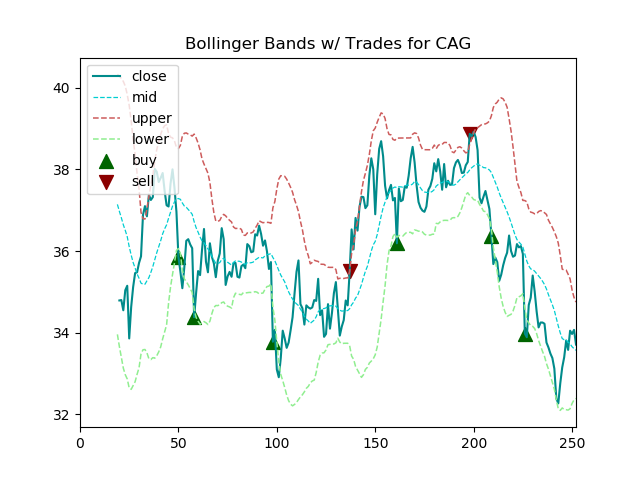 Bollinger Bands w/ Trades for CAG
close
mid
upper
lower
buy
sell
40
38
36
34
32
0 50 100 150 200 250